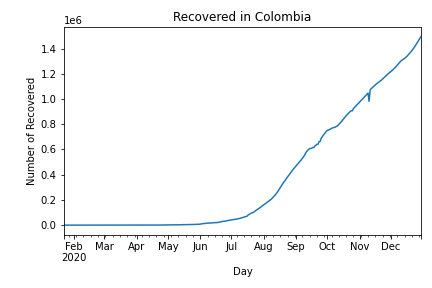 Recovered in Colombia
1e6
1.4
1.2
1.0
0.8
0.6
0.4
0.2
0.0
Number of Recovered
Feb Mar Apr May Jun Jul Aug Sep Oct Nov Dec
2020
Day